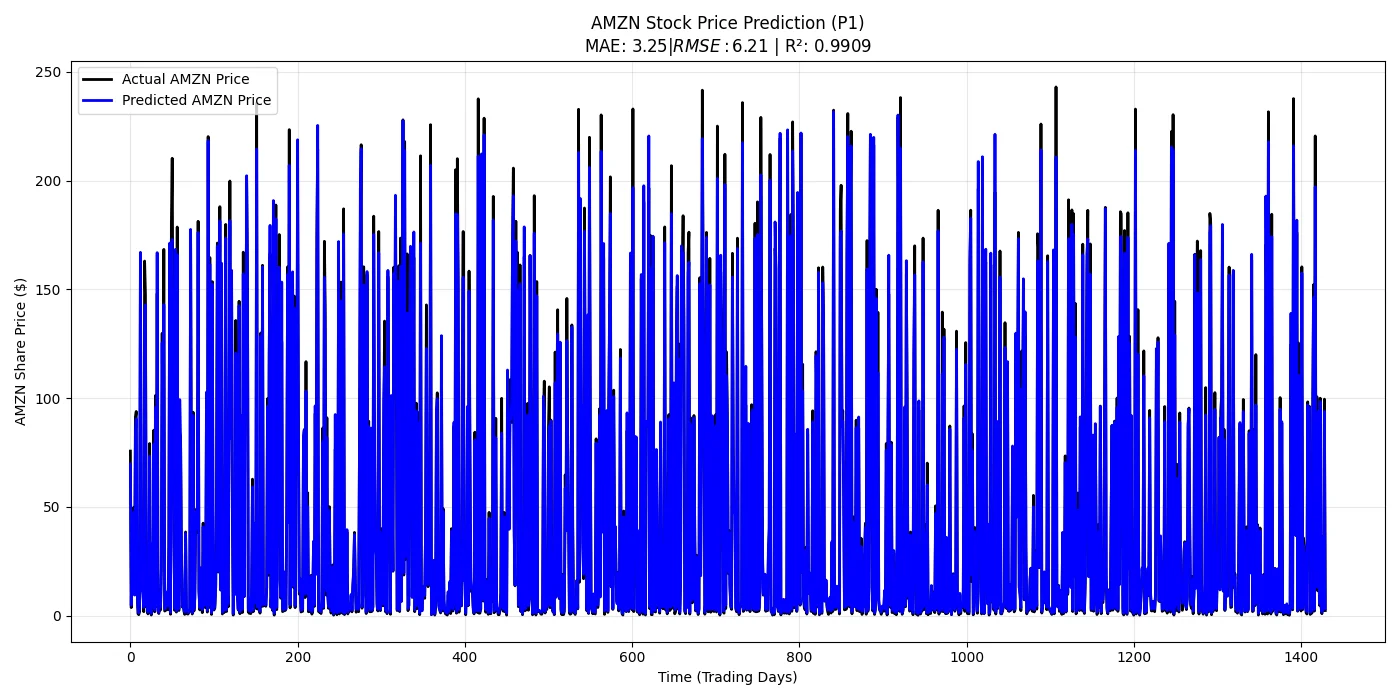 AMZN Stock Price Prediction (P1)
MAE: 3.25|RMSE:6.21 | R²: 0.9909
Actual AMZN Price
Predicted AMZN Price
AMZN Share Price ($)
250
200
150
100
50
0
0 200 400 600 800 1000 1200 1400
Time (Trading Days)